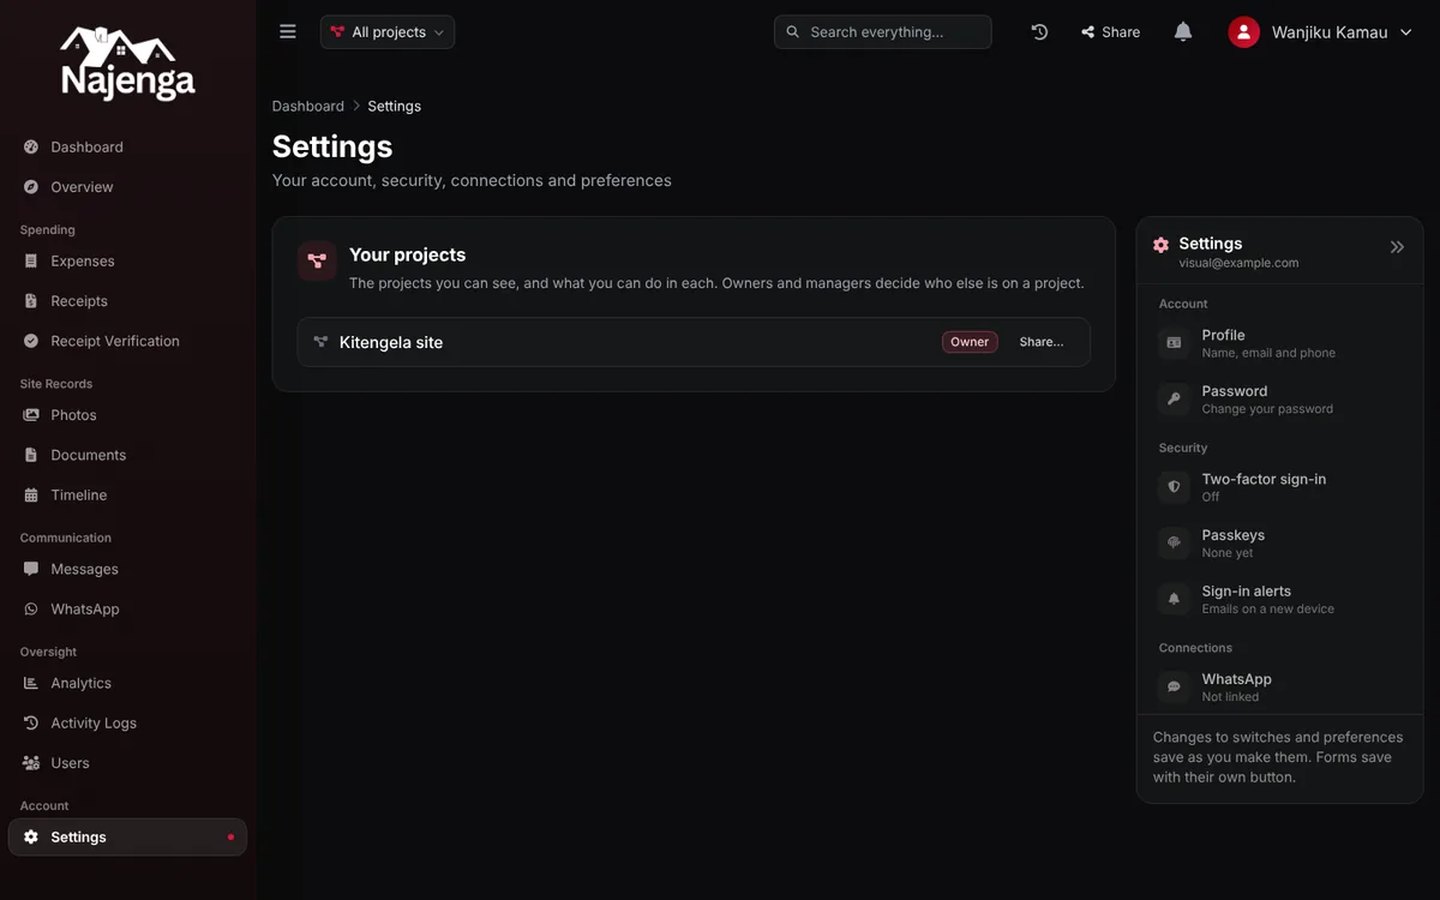 Najenga
Dashboard
Overview
Spending
Expenses
Receipts
Receipt Verification
Site Records
Photos
Documents
Timeline
Communication
Messages
WhatsApp
Oversight
Analytics
Activity Logs
Users
Account
Settings
All projects
Search everything...
Share
Wanjiku Kamau
Dashboard > Settings
Settings
Your account, security, connections and preferences
Your projects
The projects you can see, and what you can do in each. Owners and managers decide who else is on a project.
Kitengela site
Owner
Share...
Settings
visual@example.com
Account
Profile
Name, email and phone
Password
Change your password
Security
Two-factor sign-in
Off
Passkeys
None yet
Sign-in alerts
Emails on a new device
Connections
WhatsApp
Not linked
Changes to switches and preferences
save as you make them. Forms save
with their own button.